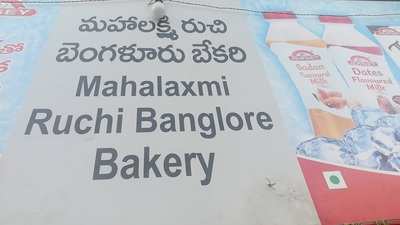 మహాలక్ష్మి రుచి
బెంగళూరు బేకరి
Mahalaxmi
Ruchi Banglore
Bakery
Badam
Flavoured
Milk
Dates
Flavoured
Milk